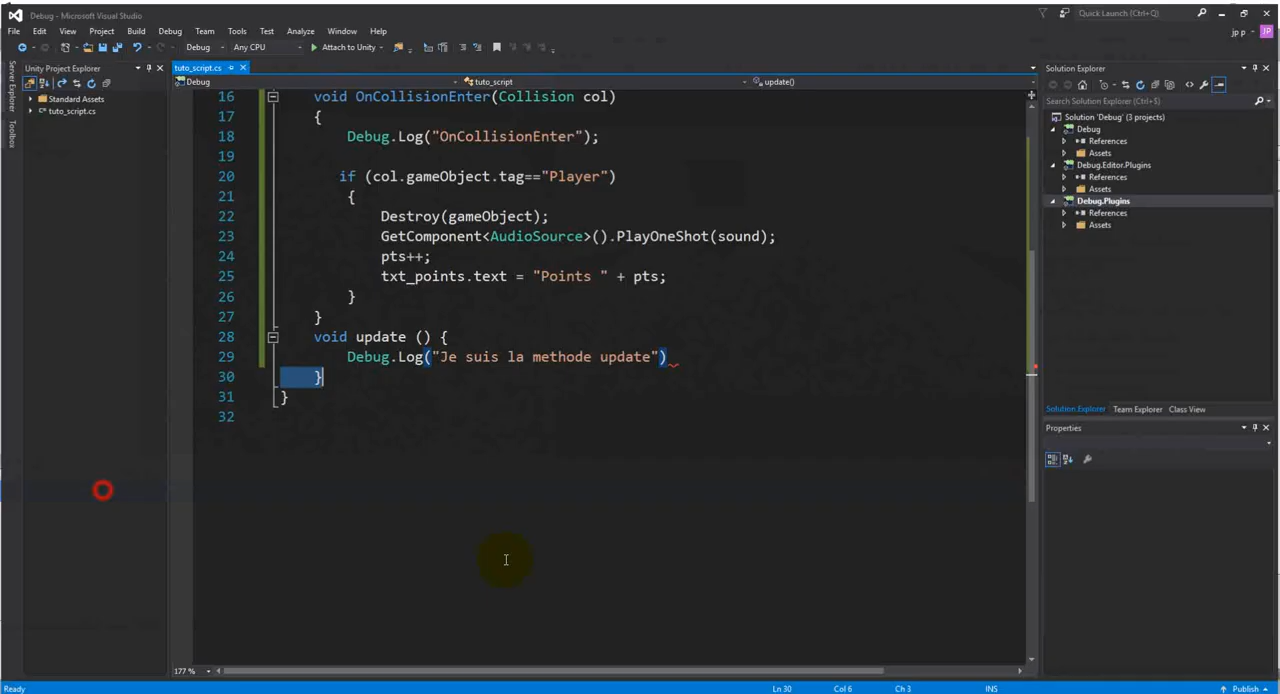 Debug - Microsoft Visual Studio
Quick Launch (Ctrl+Q)
File Edit View Project Build Debug Team Tools Test Analyze Window Help
jp p JP
Debug Any CPU Attach to Unity
Server Explorer
Toolbox
Unity Project Explorer
Standard Assets
tuto_script.cs
tuto_script.cs
Debug tuto_script update()
16 void OnCollisionEnter(Collision col)
17 {
18 Debug.Log("OnCollisionEnter");
19
20 if (col.gameObject.tag=="Player")
21 {
22 Destroy(gameObject);
23 GetComponent<AudioSource>().PlayOneShot(sound);
24 pts++;
25 txt_points.text = "Points " + pts;
26 }
27 }
28 void update () {
29 Debug.Log("Je suis la methode update")
30 }
31 }
32
177 %
Solution Explorer
Search Solution Explorer (Ctrl+$)
Solution 'Debug' (3 projects)
Debug
References
Assets
Debug.Editor.Plugins
References
Assets
Debug.Plugins
References
Assets
Solution Explorer Team Explorer Class View
Properties
Ready Ln 30 Col 6 Ch 3 INS Publish